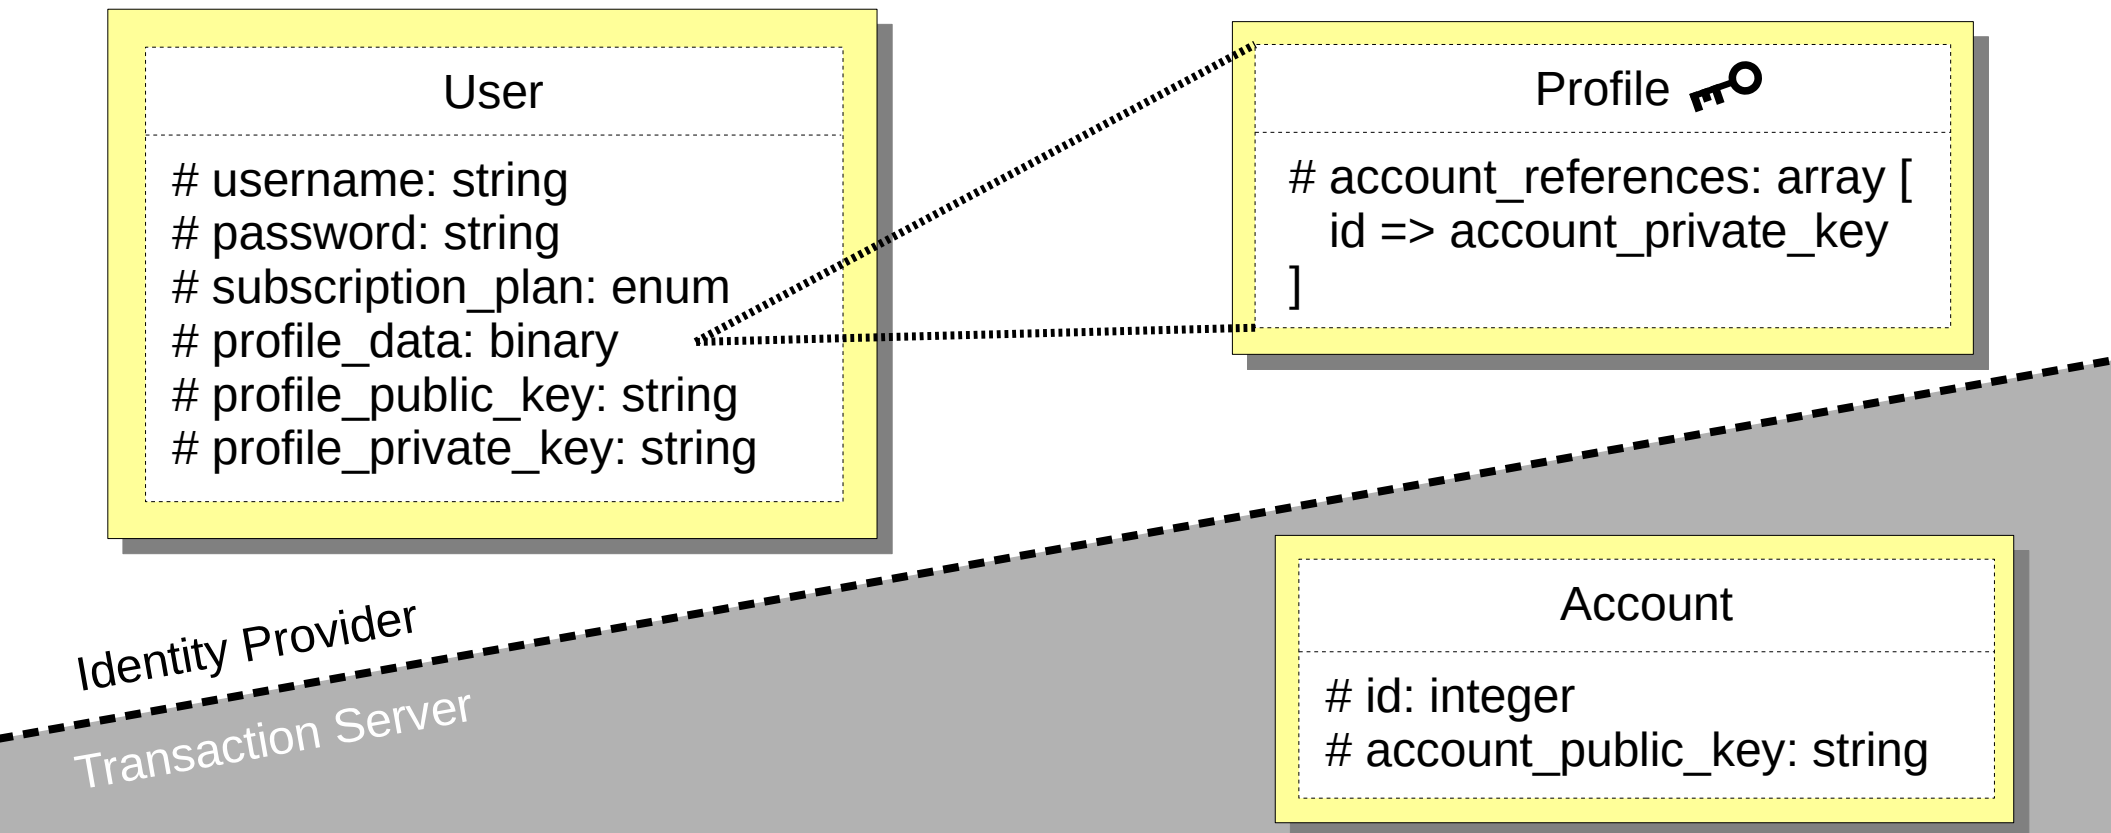 User
# username: string
# password: string
# subscription_plan: enum
# profile_data: binary
# profile_public_key: string
# profile_private_key: string
Profile
# account_references: array [
id => account_private_key
]
Identity Provider
Transaction Server
Account
# id: integer
# account_public_key: string